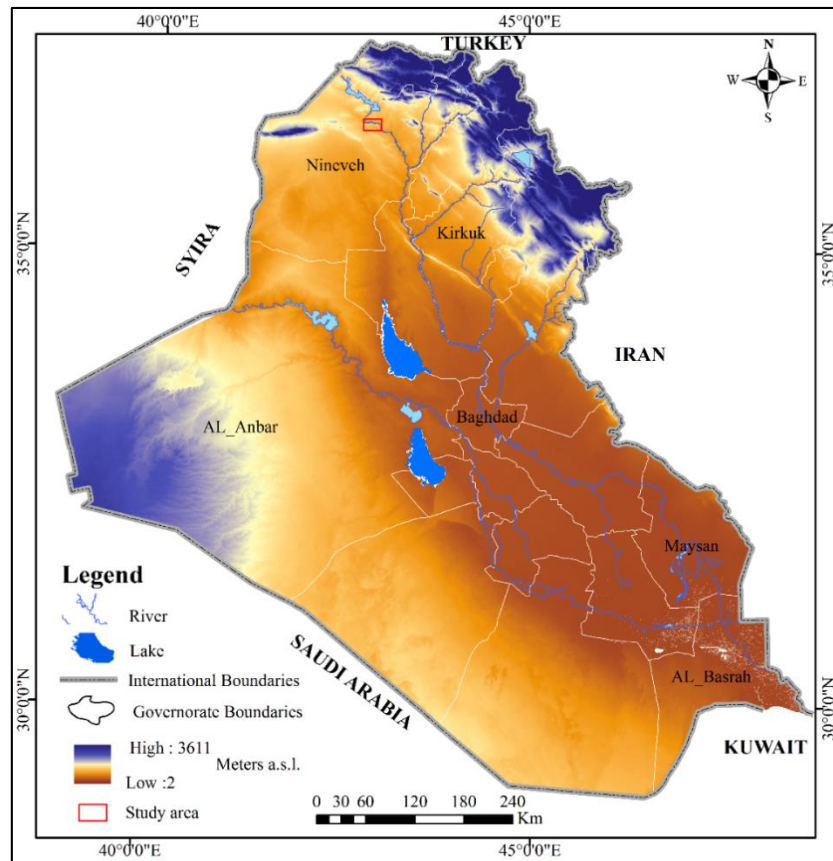 40°0'0"E
45°0'0"E
TURKEY
N
W
E
S
Nineveh
Kirkuk
35°0'0"N
35°0'0"N
SYIRA
IRAN
Baghdad
AL_Anbar
Maysan
Legend
River
Lake
International Boundaries
Governorate Boundaries
High : 3611
Meters a.s.l.
Low :2
Study area
SAUDI ARABIA
AL_Basrah
30°0'0"N
30°0'0"N
KUWAIT
0 30 60 120 180 240
Km
40°0'0"E
45°0'0"E